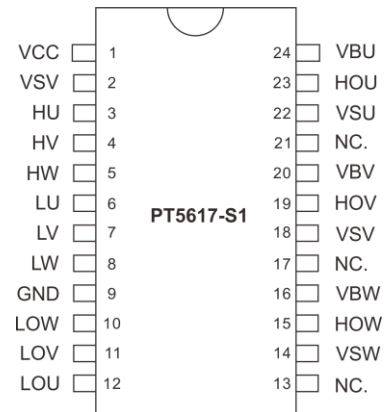 VCC 1 24 VBU
VSV 2 23 HOU
HU 3 22 VSU
HV 4 21 NC.
HW 5 20 VBV
LU 6 19 HOV
PT5617-S1
LV 7 18 VSV
LW 8 17 NC.
GND 9 16 VBW
LOW 10 15 HOW
LOV 11 14 VSW
LOU 12 13 NC.